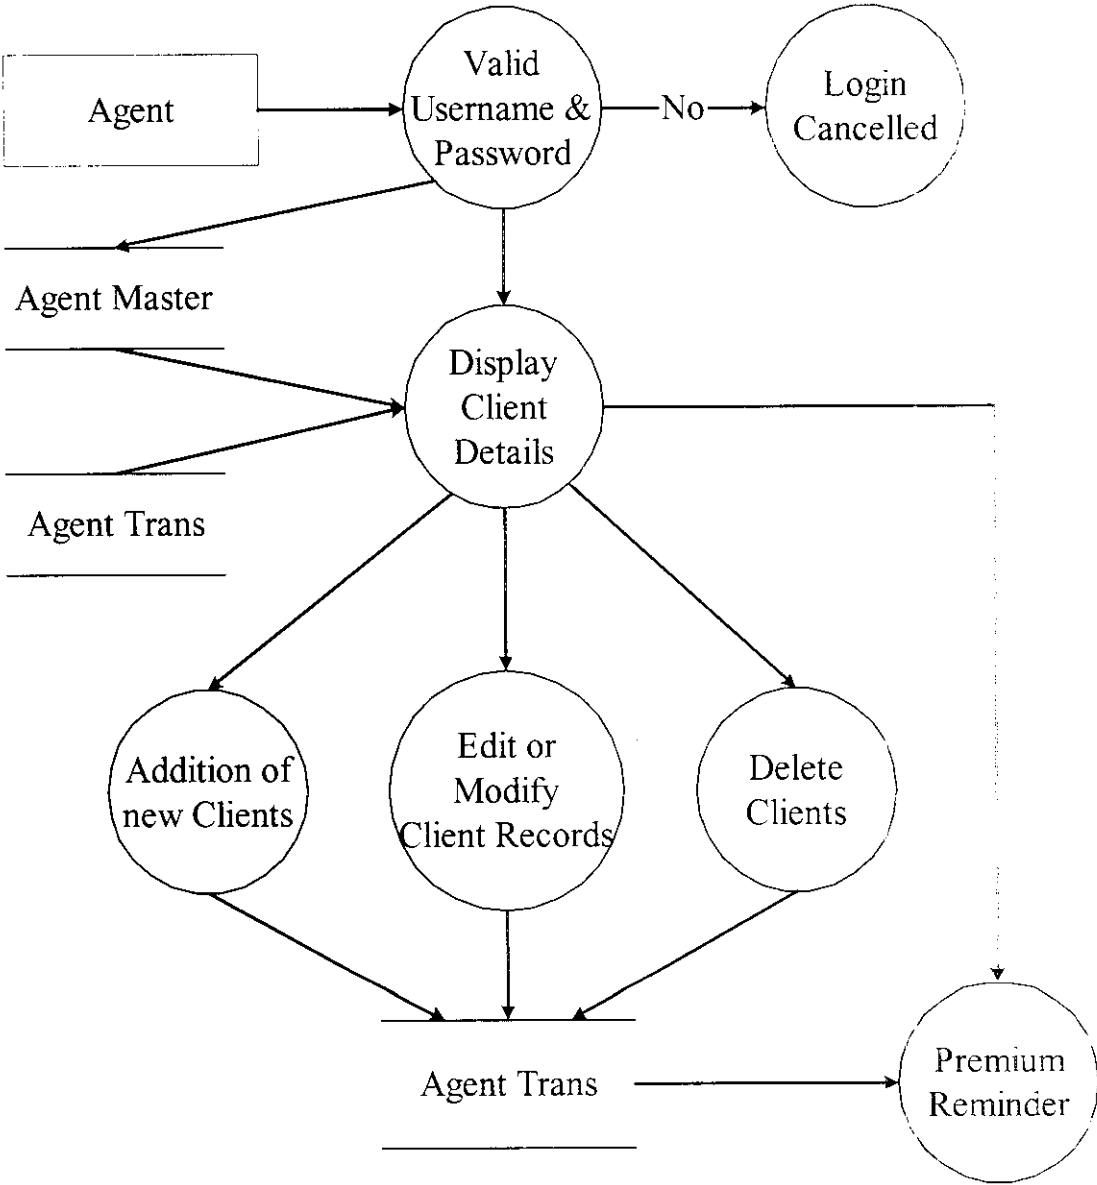 Agent
Valid
Username &
Password
No
Login
Cancelled
Agent Master
Display
Client
Details
Agent Trans
Addition of
new Clients
Edit or
Modify
Client Records
Delete
Clients
Agent Trans
Premium
Reminder